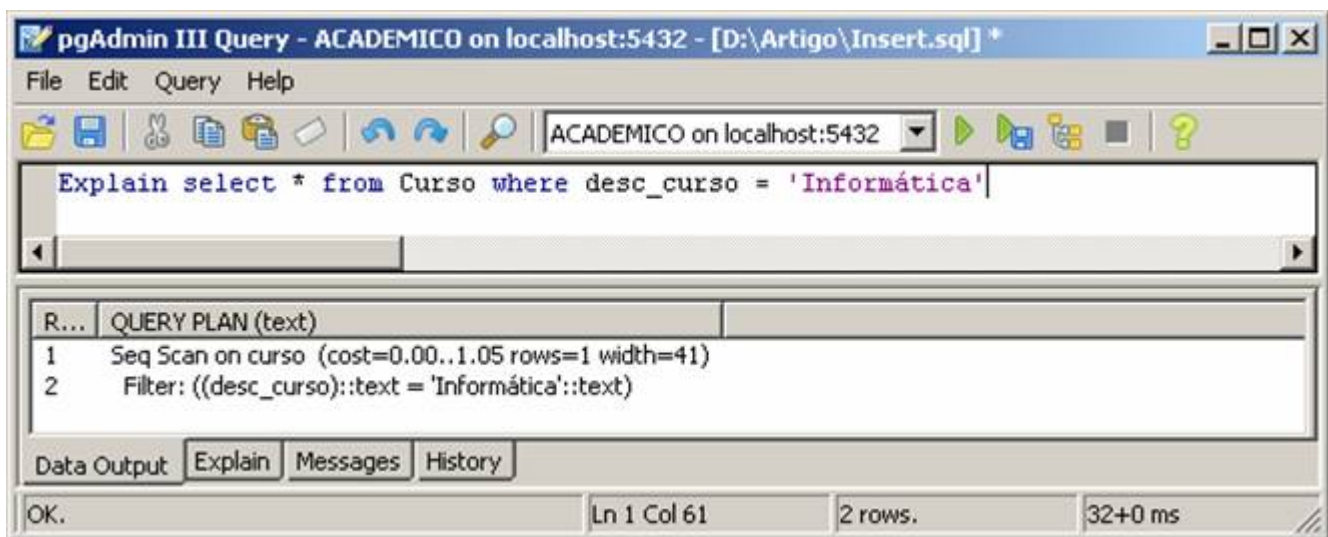 pgAdmin III Query - ACADEMICO on localhost:5432 - [D:\Artigo\Insert.sql] *
File Edit Query Help
ACADEMICO on localhost:5432
Explain select * from Curso where desc_curso = 'Informática'
R... QUERY PLAN (text)
1 Seq Scan on curso (cost=0.00..1.05 rows=1 width=41)
2 Filter: ((desc_curso)::text = 'Informática'::text)
Data Output Explain Messages History
OK. Ln 1 Col 61 2 rows. 32+0 ms